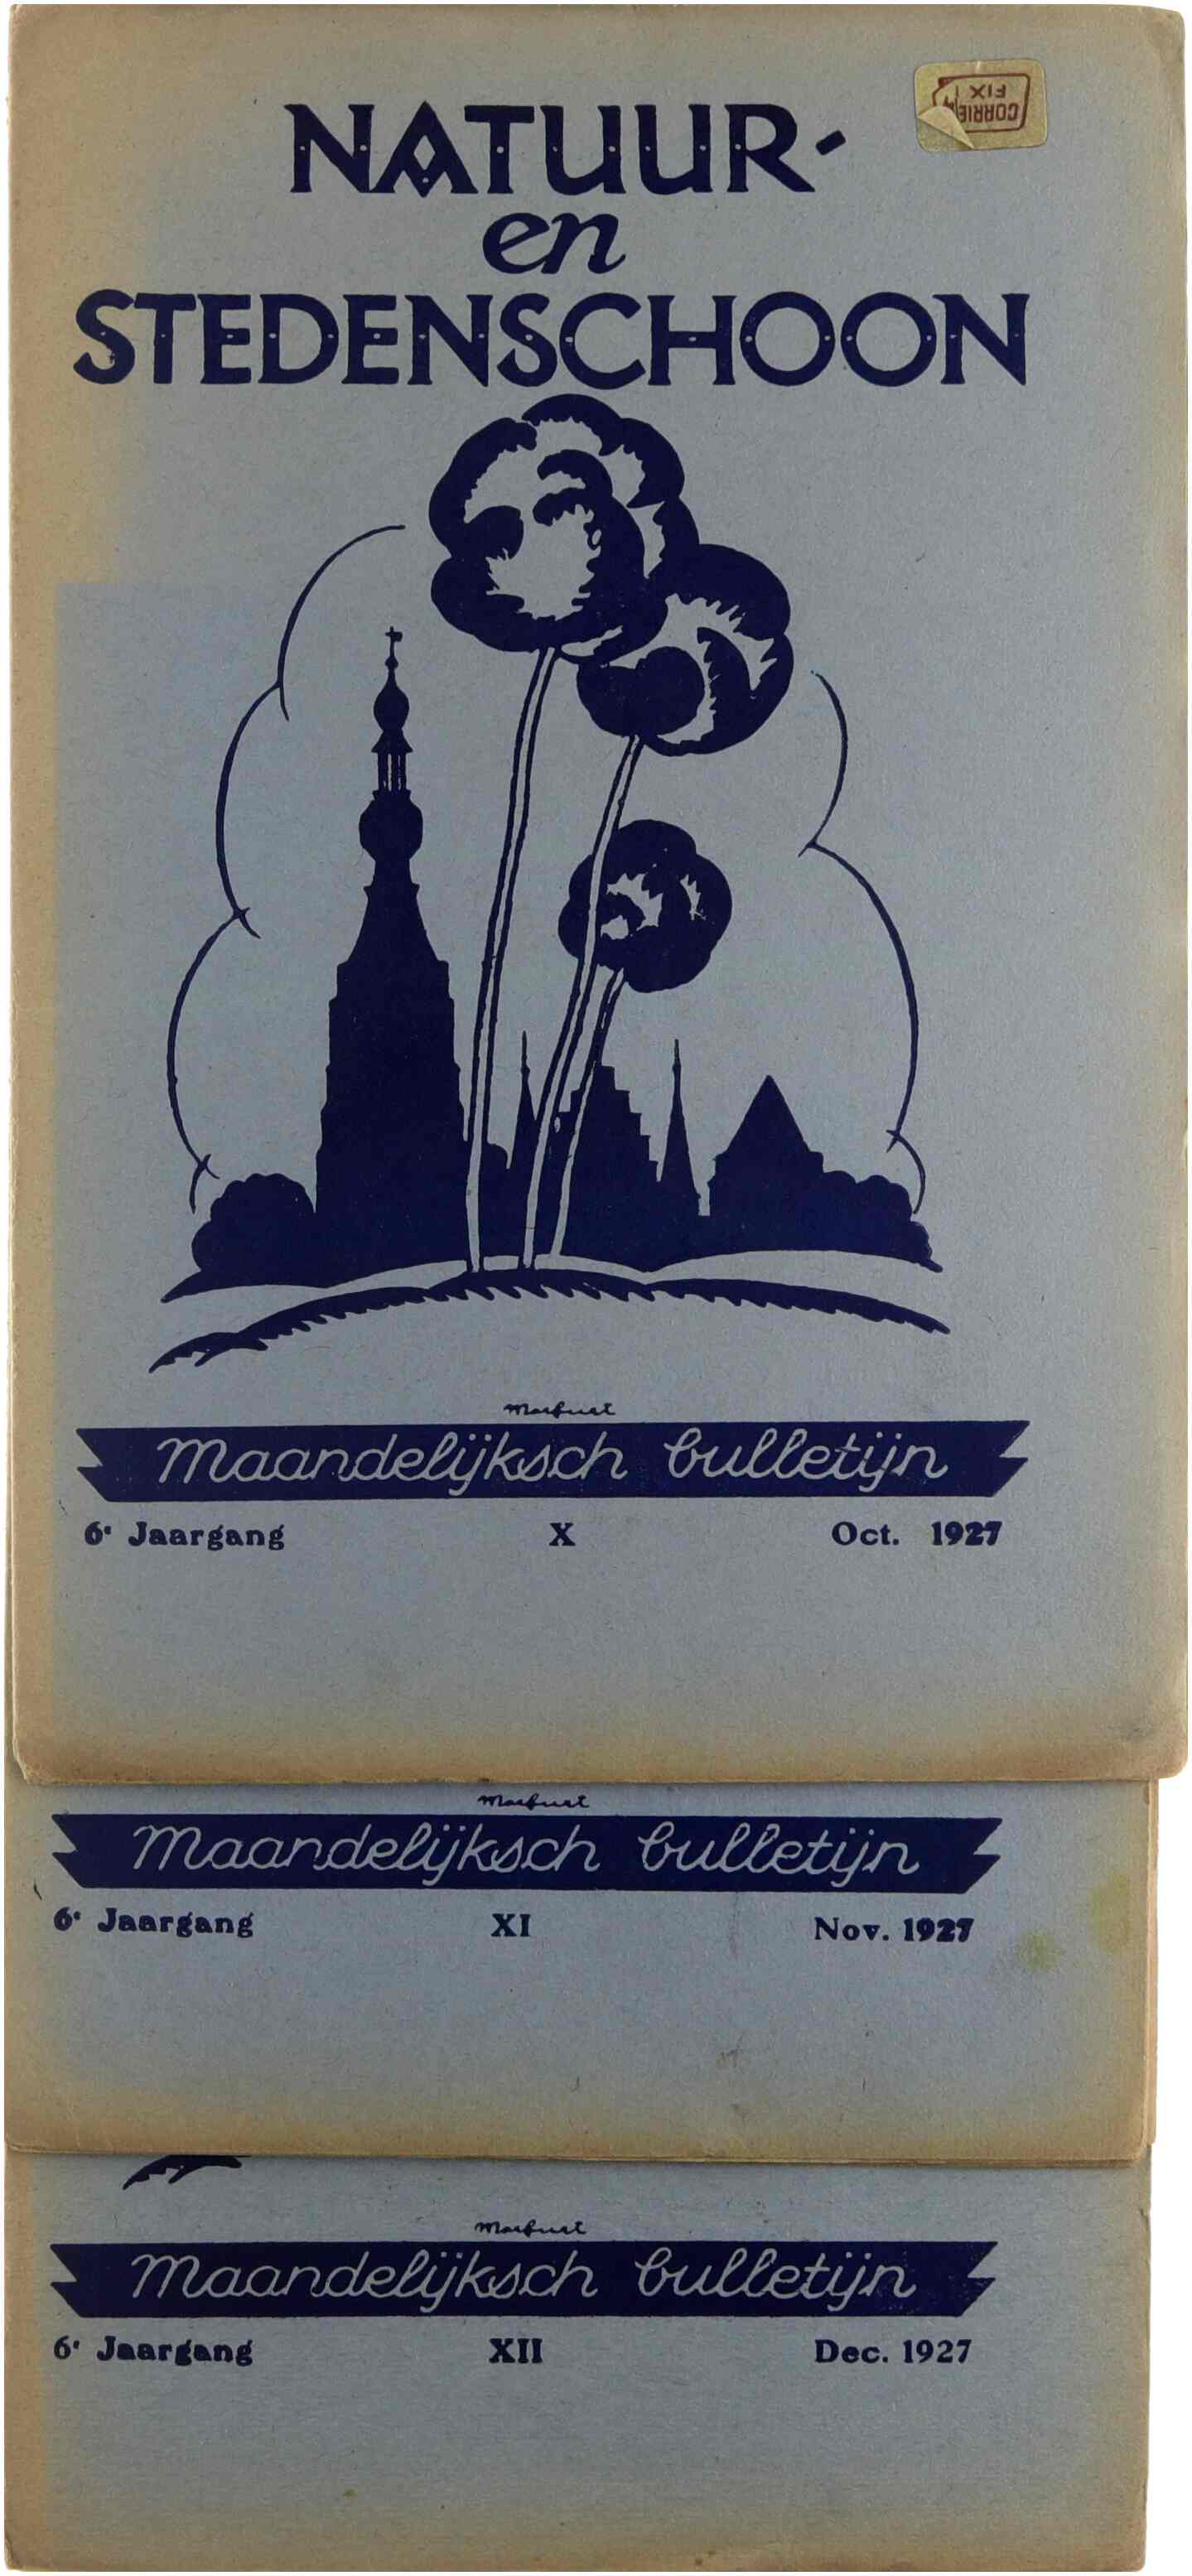 NATUUR-
en
STEDENSCHOON
CORRIE
FIX
Maandelijksch bulletijn
6e Jaargang X Oct. 1927
Maandelijksch bulletijn
6e Jaargang XI Nov. 1927
Maandelijksch bulletijn
6e Jaargang XII Dec. 1927